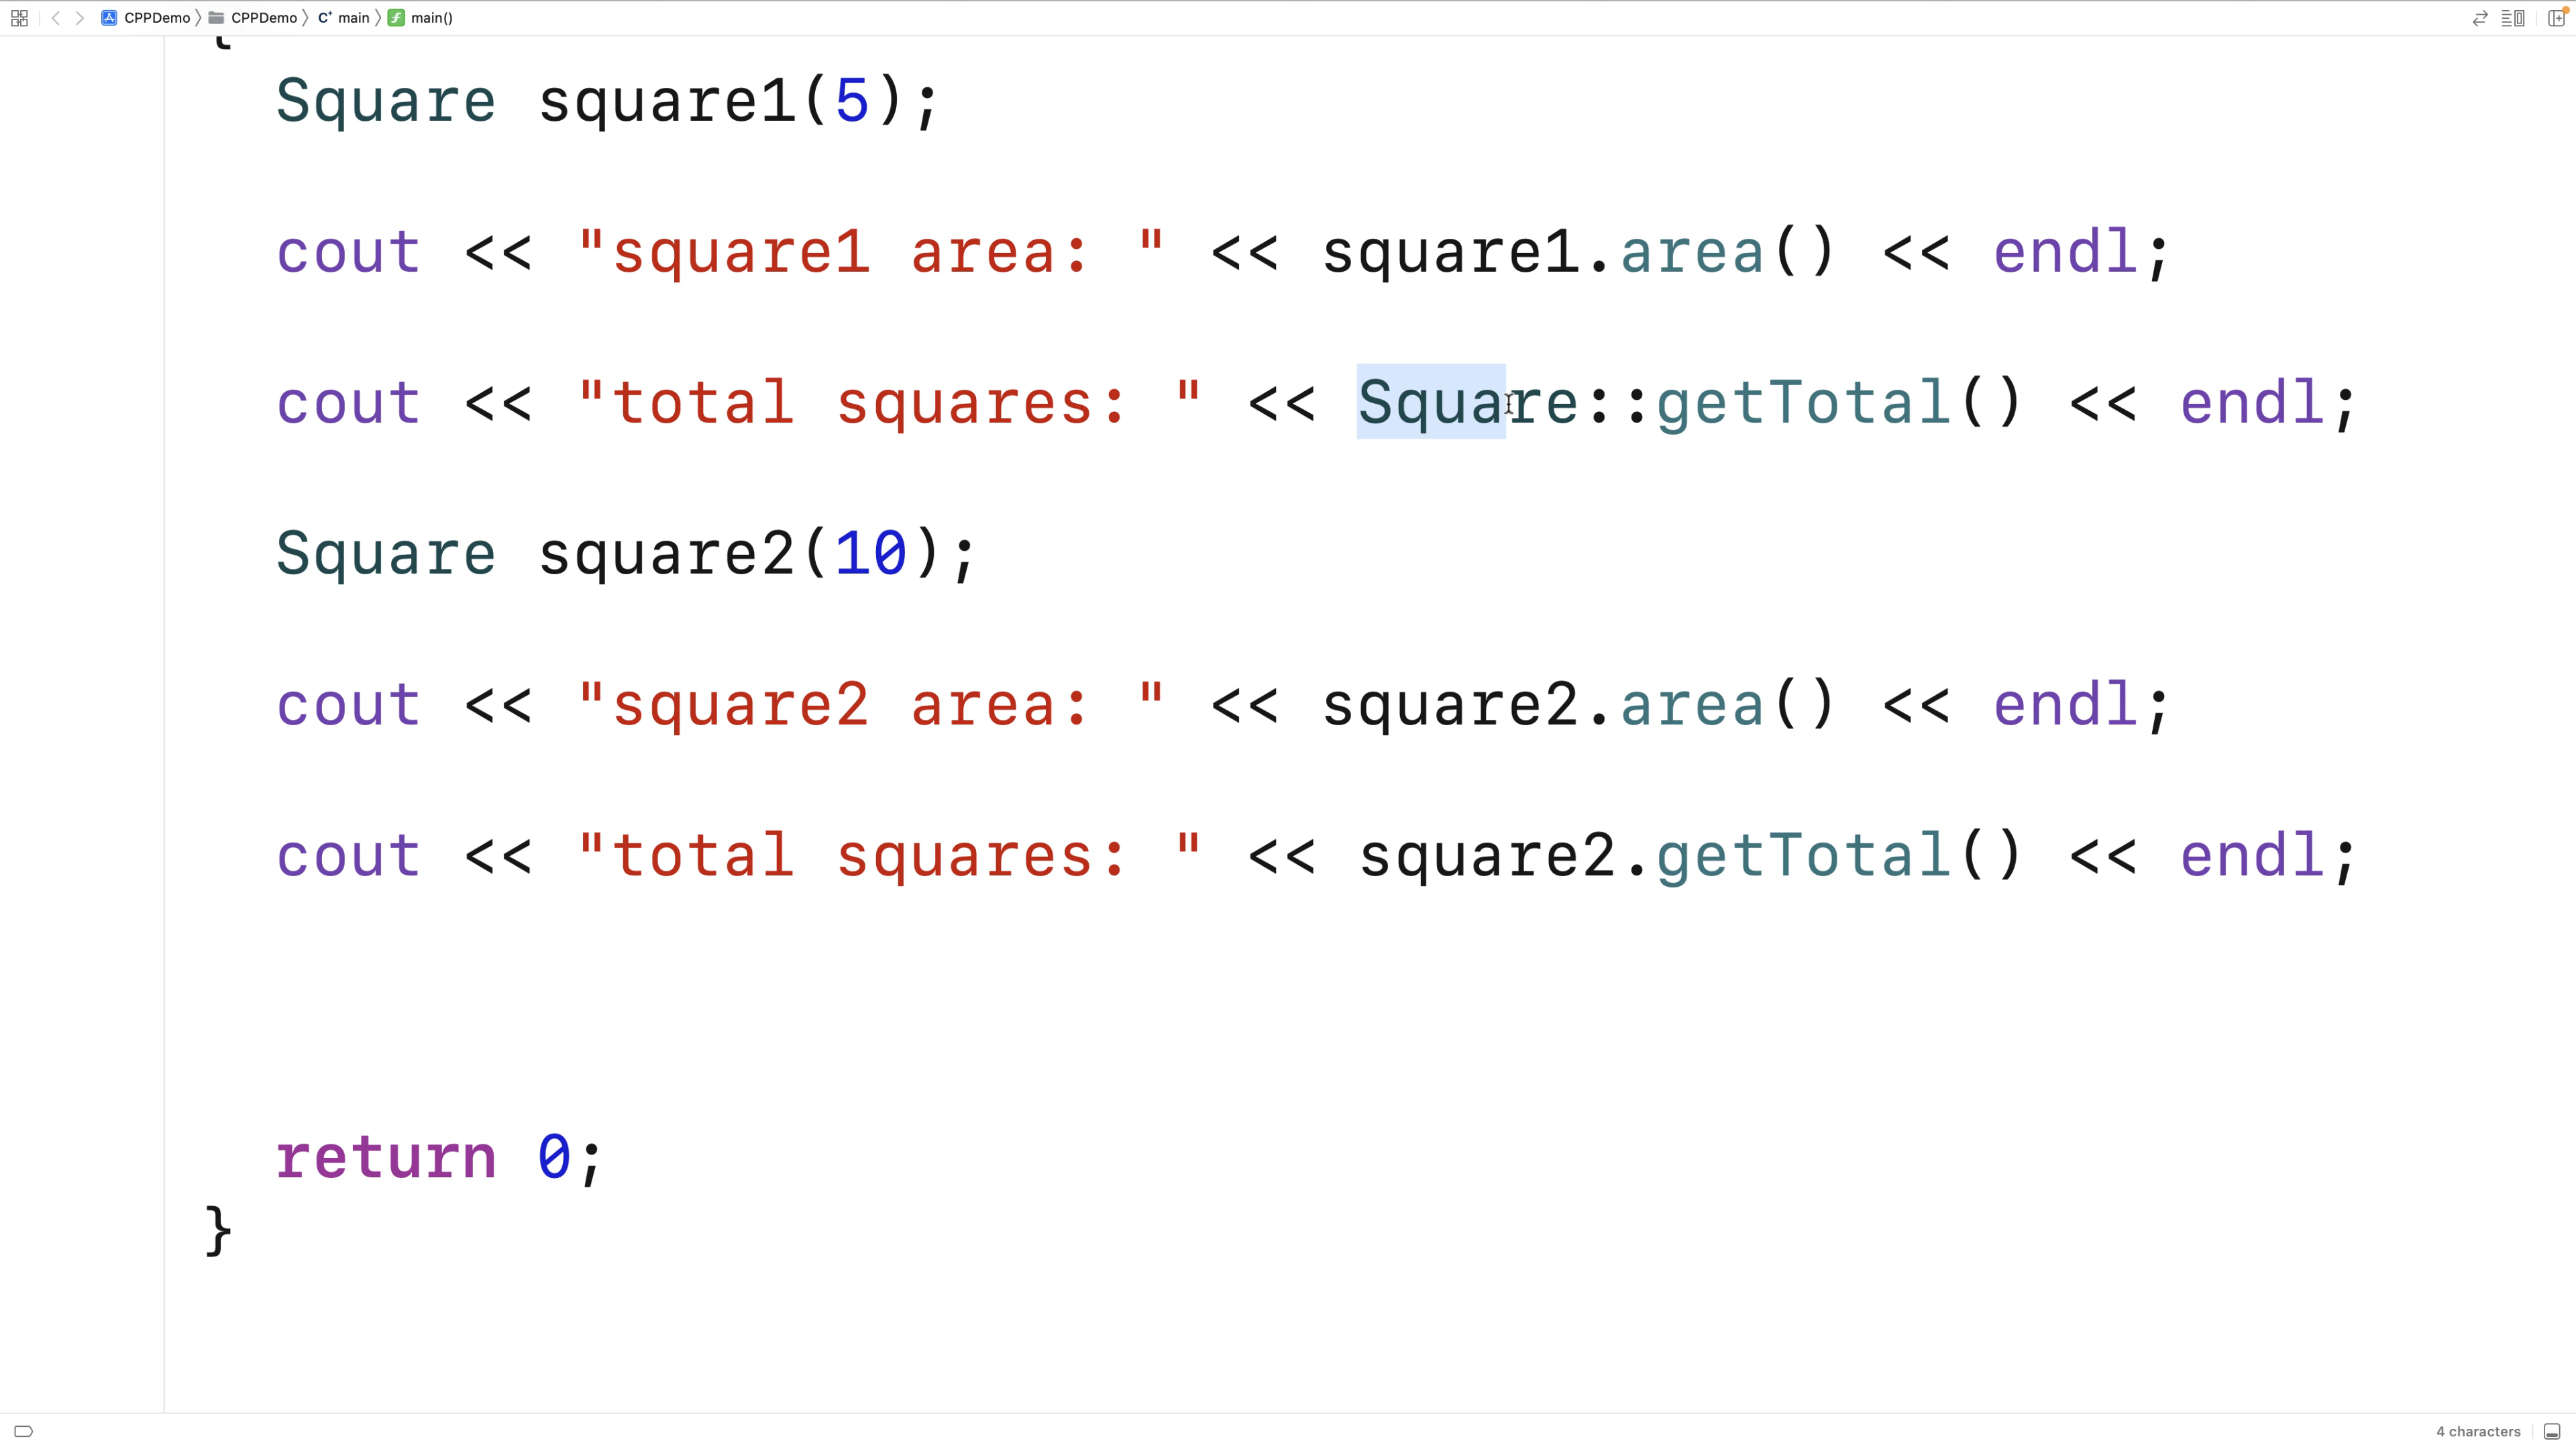 CPPDemo 〉 CPPDemo 〉 C+ main 〉 f main()
{
Square square1(5);
cout << "square1 area: " << square1.area() << endl;
cout << "total squares: " << Square::getTotal() << endl;
Square square2(10);
cout << "square2 area: " << square2.area() << endl;
cout << "total squares: " << square2.getTotal() << endl;
return 0;
}
4 characters